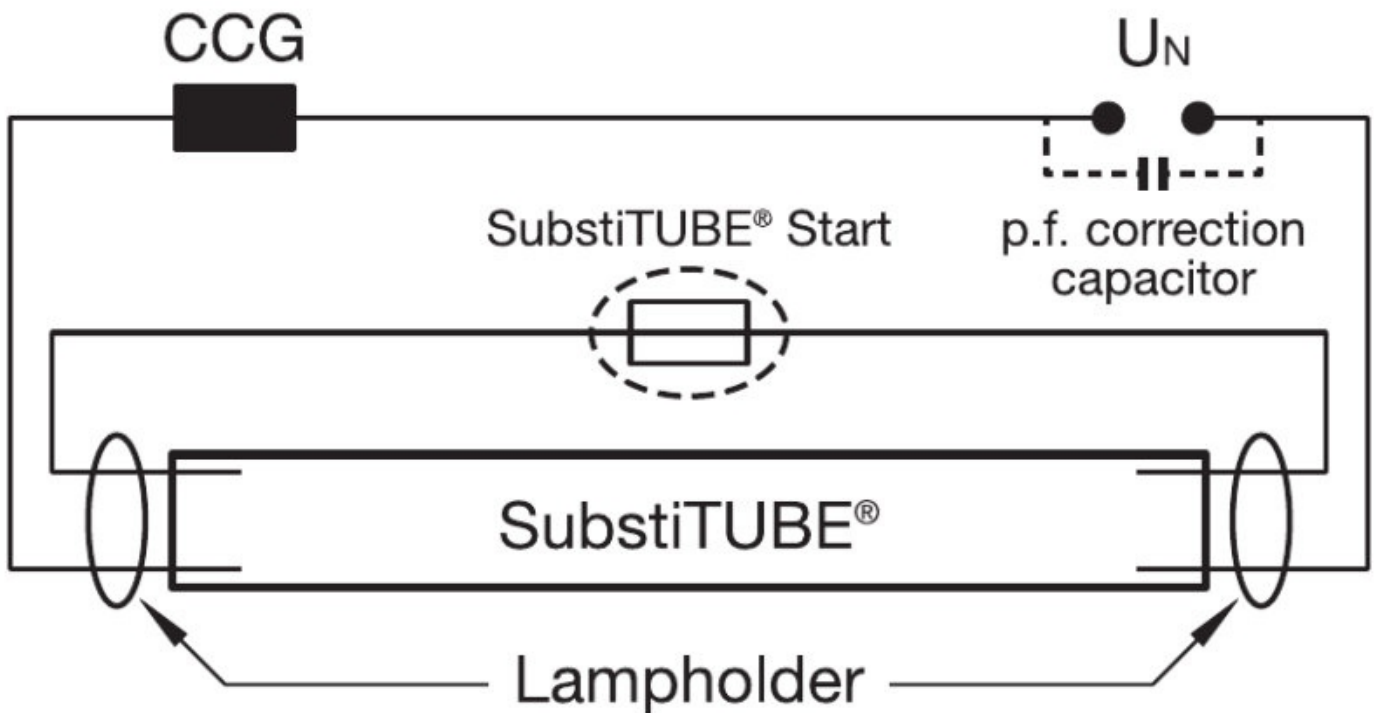 CCG
UN
SubstiTUBE® Start
p.f. correction
capacitor
SubstiTUBE®
Lampholder